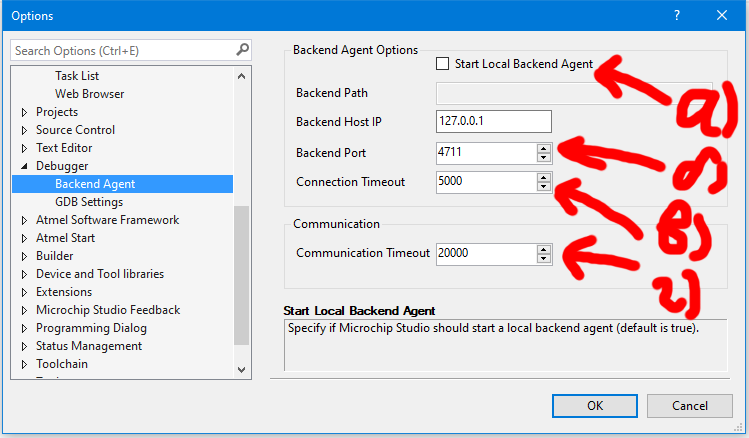 Options
Search Options (Ctrl+E)
Task List
Web Browser
Projects
Source Control
Text Editor
Debugger
Backend Agent
GDB Settings
Atmel Software Framework
Atmel Start
Builder
Device and Tool libraries
Extensions
Microchip Studio Feedback
Programming Dialog
Status Management
Toolchain
Backend Agent Options
Start Local Backend Agent
a)
Backend Path
Backend Host IP 127.0.0.1
Backend Port 4711
б)
Connection Timeout 5000
в)
Communication
Communication Timeout 20000
г)
Start Local Backend Agent
Specify if Microchip Studio should start a local backend agent (default is true).
OK Cancel